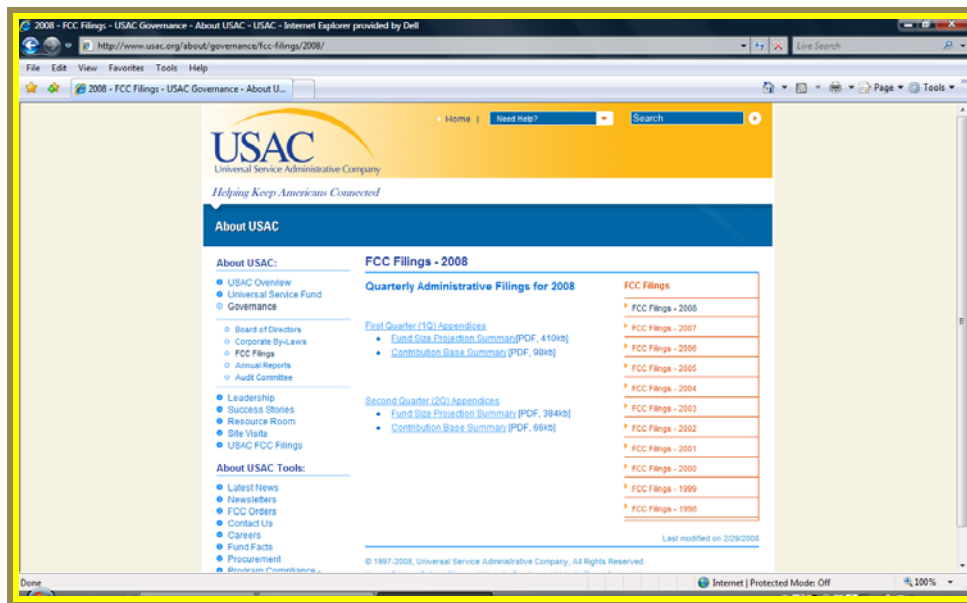 2008 - FCC Filings - USAC Governance - About USAC - USAC - Internet Explorer provided by Dell
http://www.usac.org/about/governance/fcc-filings/2008/
Live Search
File Edit View Favorites Tools Help
2008 - FCC Filings - USAC Governance - About U...
Page Tools
Home | Need Help? Search
USAC
Universal Service Administrative Company
Helping Keep Americans Connected
About USAC
About USAC:
USAC Overview
Universal Service Fund
Governance
Board of Directors
Corporate By-Laws
FCC Filings
Annual Reports
Audit Committee
Leadership
Success Stories
Resource Room
Site Visits
USAC FCC Filings
About USAC Tools:
Latest News
Newsletters
FCC Orders
Contact Us
Careers
Fund Facts
Procurement
Program Compliance -
FCC Filings - 2008
Quarterly Administrative Filings for 2008
First Quarter (1Q) Appendices
Fund Size Projection Summary[PDF, 410kb]
Contribution Base Summary [PDF, 98kb]
Second Quarter (2Q) Appendices
Fund Size Projection Summary [PDF, 384kb]
Contribution Base Summary [PDF, 66kb]
FCC Filings
FCC Filings - 2008
FCC Filings - 2007
FCC Filings - 2006
FCC Filings - 2005
FCC Filings - 2004
FCC Filings - 2003
FCC Filings - 2002
FCC Filings - 2001
FCC Filings - 2000
FCC Filings - 1999
FCC Filings - 1998
Last modified on 2/29/2008
© 1997-2008, Universal Service Administrative Company, All Rights Reserved.
Done
Internet | Protected Mode: Off
100%